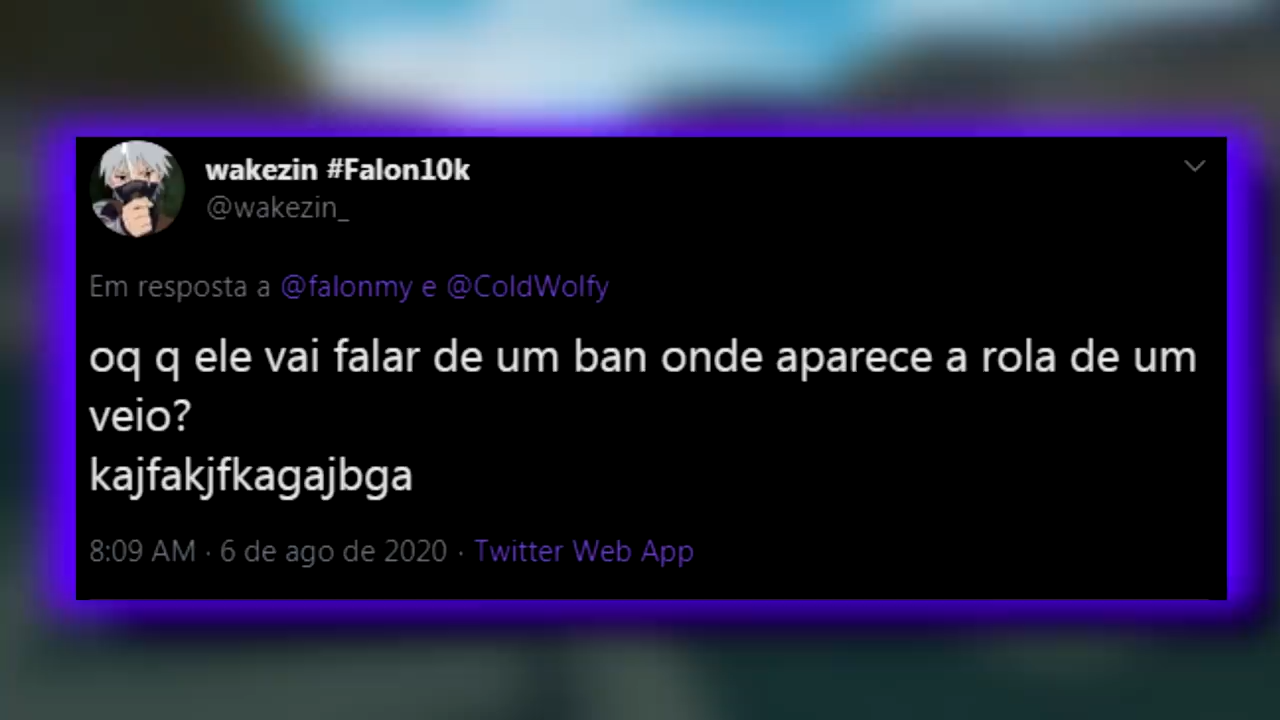 wakezin #Falon10k
@wakezin_
Em resposta a @falonmy e @ColdWolfy
oq q ele vai falar de um ban onde aparece a rola de um
veio?
kajfakjfkagajbga
8:09 AM · 6 de ago de 2020 · Twitter Web App